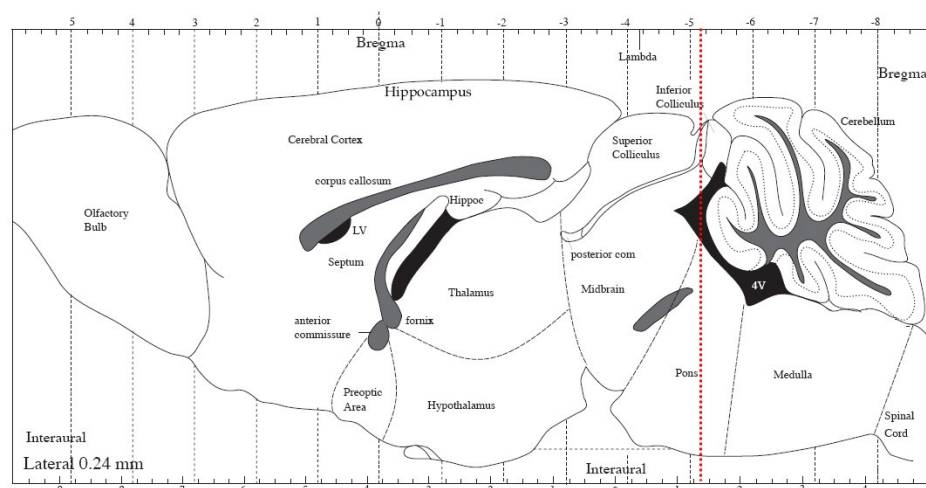 5 4 3 2 1 0 -1 -2 -3 -4 -5 -6 -7 -8
Bregma
Lambda
Bregma
Hippocampus
Inferior
Colliculus
Cerebellum
Cerebral Cortex
Superior
Colliculus
corpus callosum
Hippoc
Olfactory
Bulb
LV
Septum
posterior com
Thalamus
Midbrain
4V
anterior
commissure
fornix
Pons
Medulla
Preoptic
Area
Hypothalamus
Spinal
Cord
Interaural
Lateral 0.24 mm
Interaural